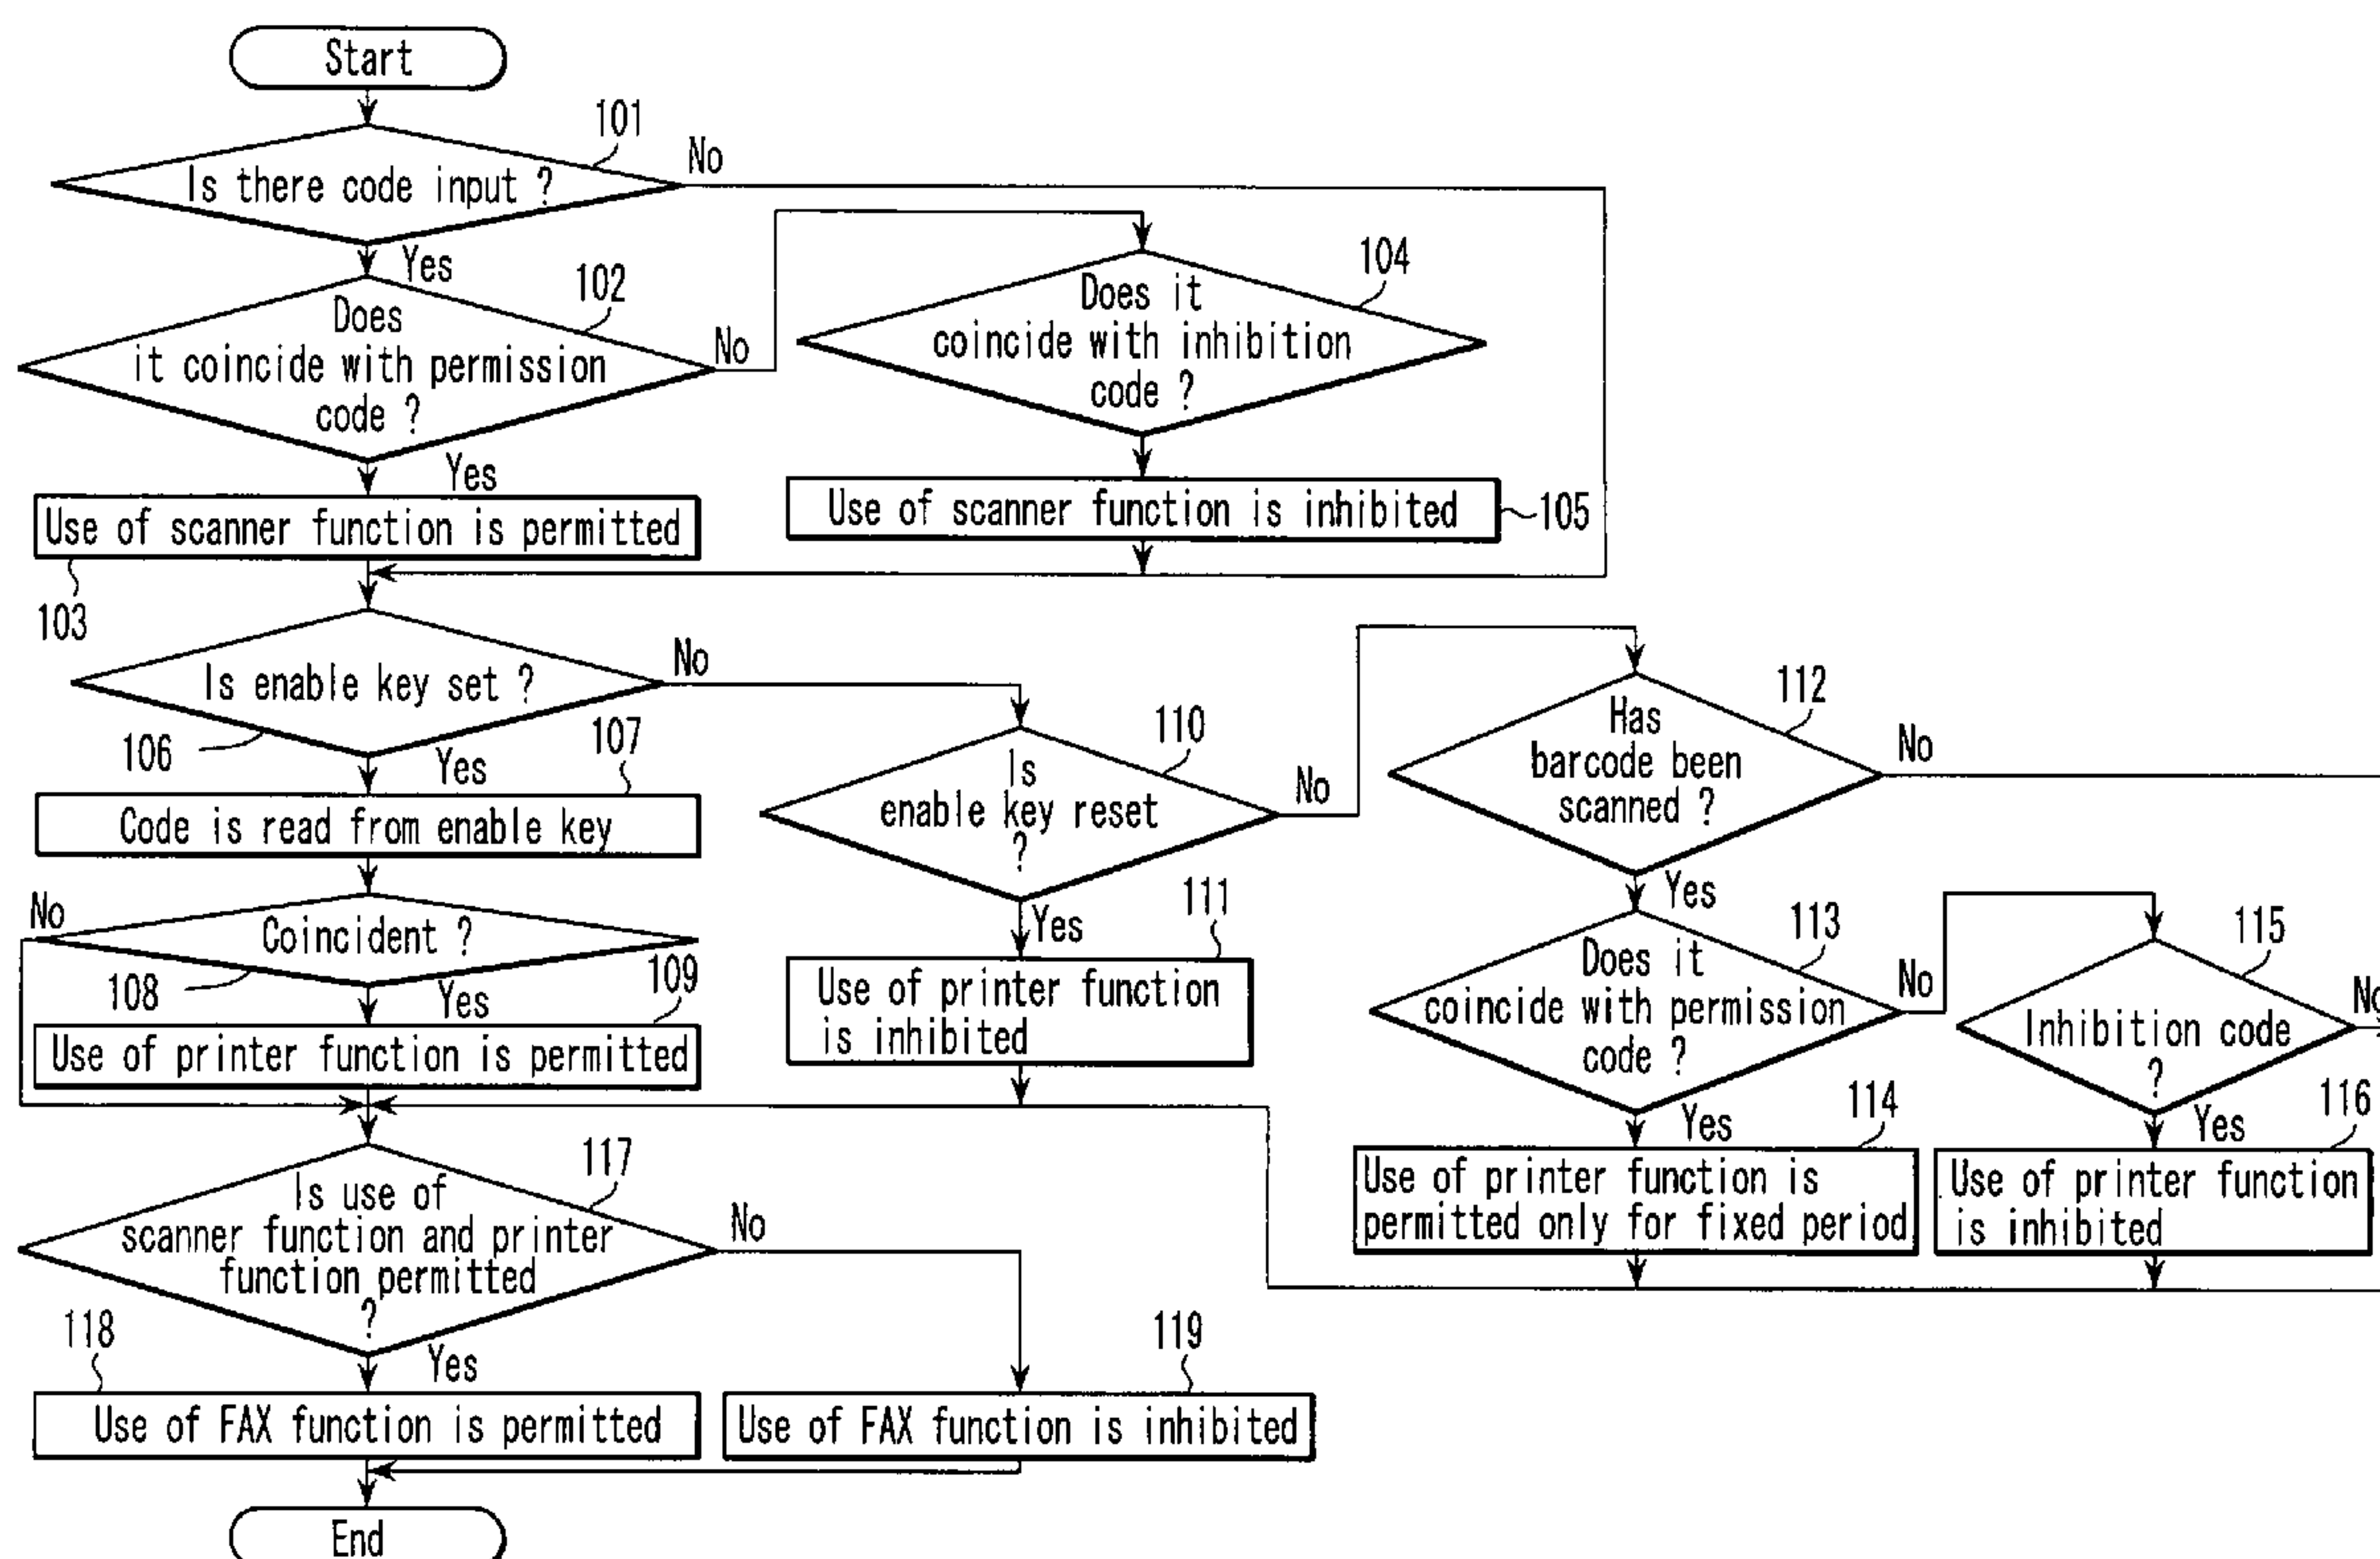 Start
101
No
Is there code input ?
Yes
102
No
Does
it coincide with permission
code ?
Yes
104
Does it
coincide with inhibition
code ?
Use of scanner function is permitted
103
Use of scanner function is inhibited
105
Is enable key set ?
No
106
Yes
107
Code is read from enable key
No
Coincident ?
108
Yes
109
Use of printer function is permitted
110
Is
enable key reset
?
No
Yes
111
Use of printer function
is inhibited
112
Has
barcode been
scanned ?
No
Yes
113
Does it
coincide with permission
code ?
No
Yes
114
Use of printer function is
permitted only for fixed period
115
Inhibition code
?
No
Yes
116
Use of printer function
is inhibited
117
Is use of
scanner function and printer
function permitted
?
No
Yes
118
Use of FAX function is permitted
119
Use of FAX function is inhibited
End